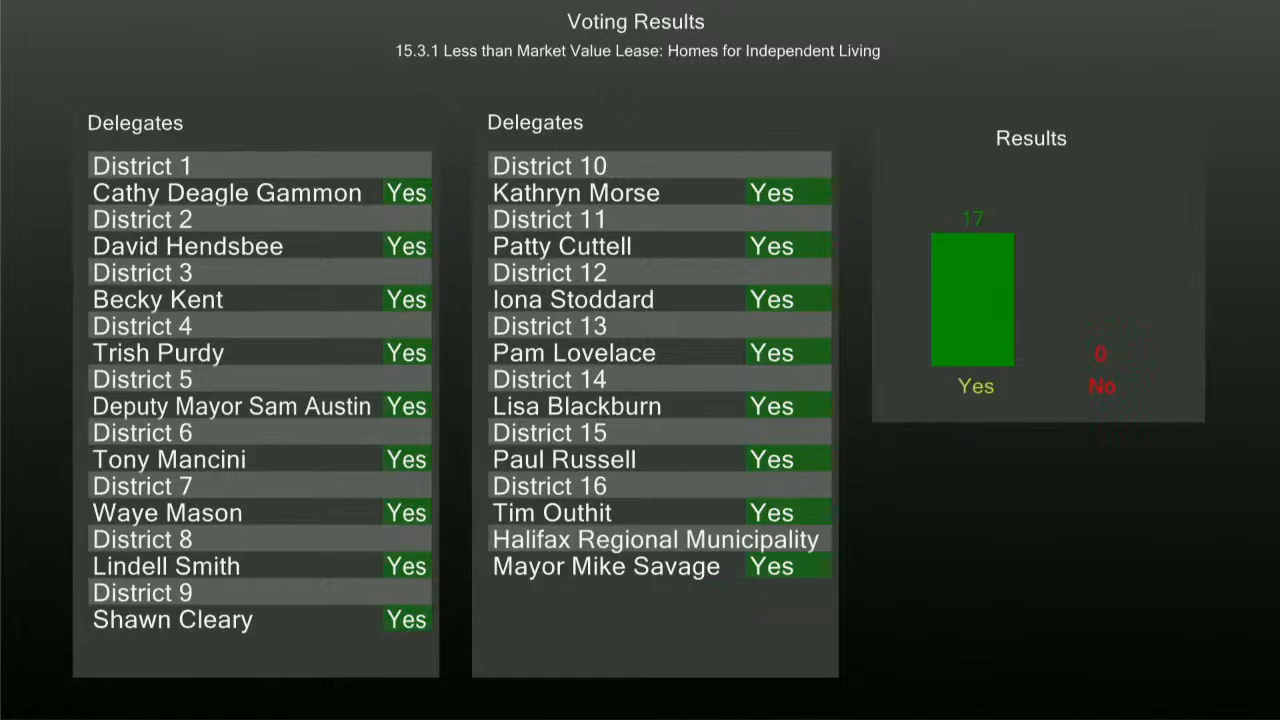 Voting Results
15.3.1 Less than Market Value Lease: Homes for Independent Living
Delegates
District 1
Cathy Deagle Gammon Yes
District 2
David Hendsbee Yes
District 3
Becky Kent Yes
District 4
Trish Purdy Yes
District 5
Deputy Mayor Sam Austin Yes
District 6
Tony Mancini Yes
District 7
Waye Mason Yes
District 8
Lindell Smith Yes
District 9
Shawn Cleary Yes
Delegates
District 10
Kathryn Morse Yes
District 11
Patty Cuttell Yes
District 12
Iona Stoddard Yes
District 13
Pam Lovelace Yes
District 14
Lisa Blackburn Yes
District 15
Paul Russell Yes
District 16
Tim Outhit Yes
Halifax Regional Municipality
Mayor Mike Savage Yes
Results
17
0
Yes No